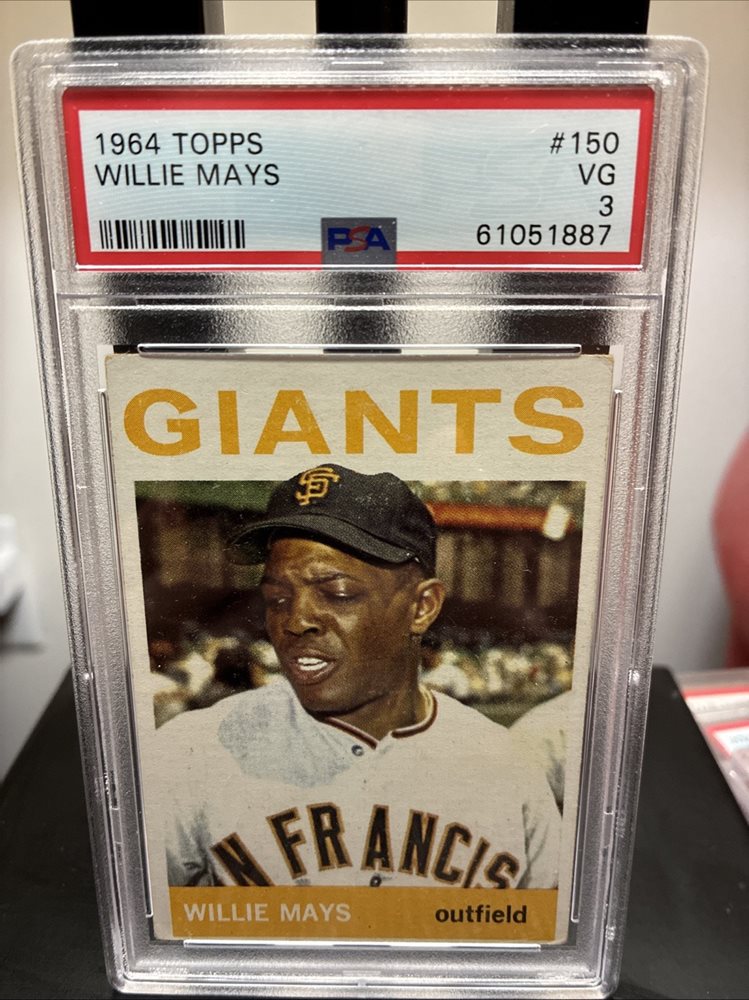 1964 TOPPS #150
WILLIE MAYS VG
3
PSA 61051887
GIANTS
SF
N FRANCIS
WILLIE MAYS outfield